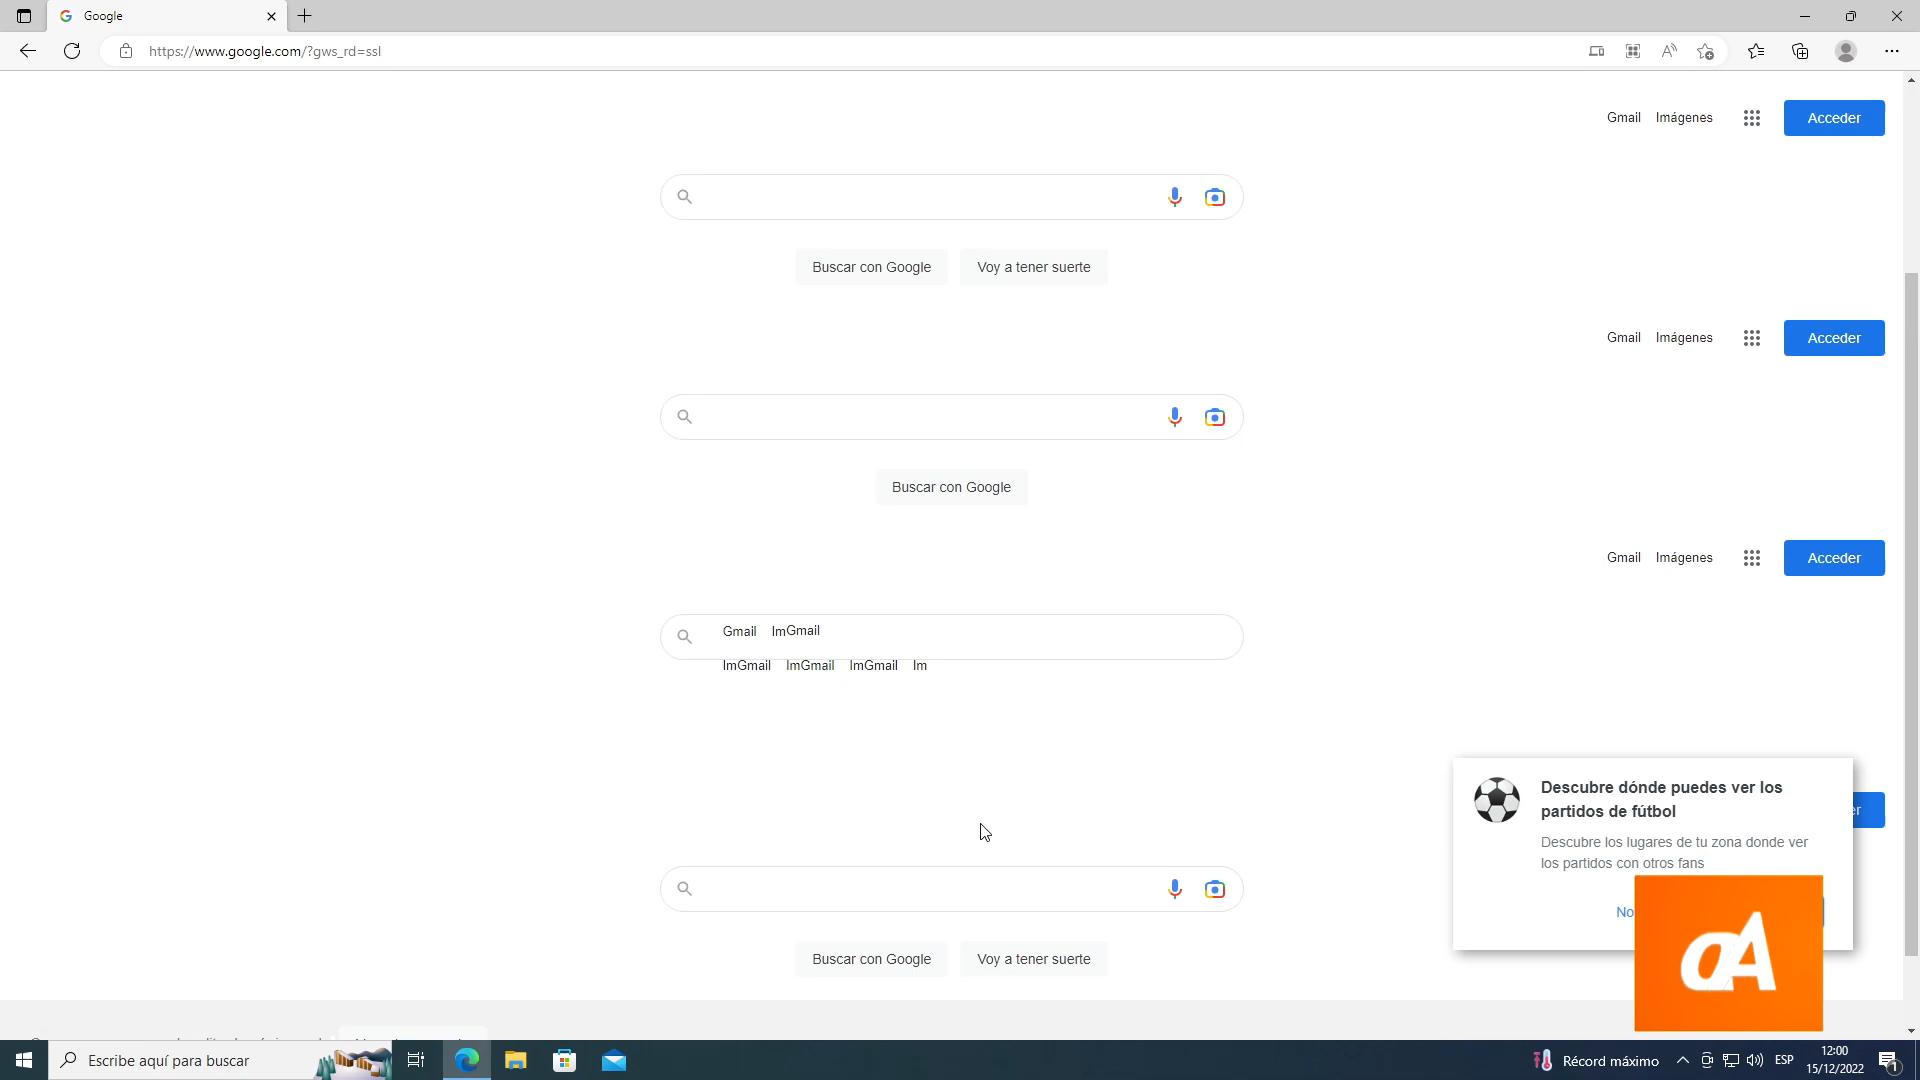 Google
https://www.google.com/?gws_rd=ssl
Gmail Imágenes Acceder
Buscar con Google Voy a tener suerte
Gmail Imágenes Acceder
Buscar con Google
Gmail Imágenes Acceder
Gmail ImGmail
ImGmail ImGmail ImGmail Im
Descubre dónde puedes ver los
partidos de fútbol
er
Descubre los lugares de tu zona donde ver
los partidos con otros fans
No
aA
Buscar con Google Voy a tener suerte
Escribe aquí para buscar
Récord máximo
ESP
12:00
15/12/2022
1